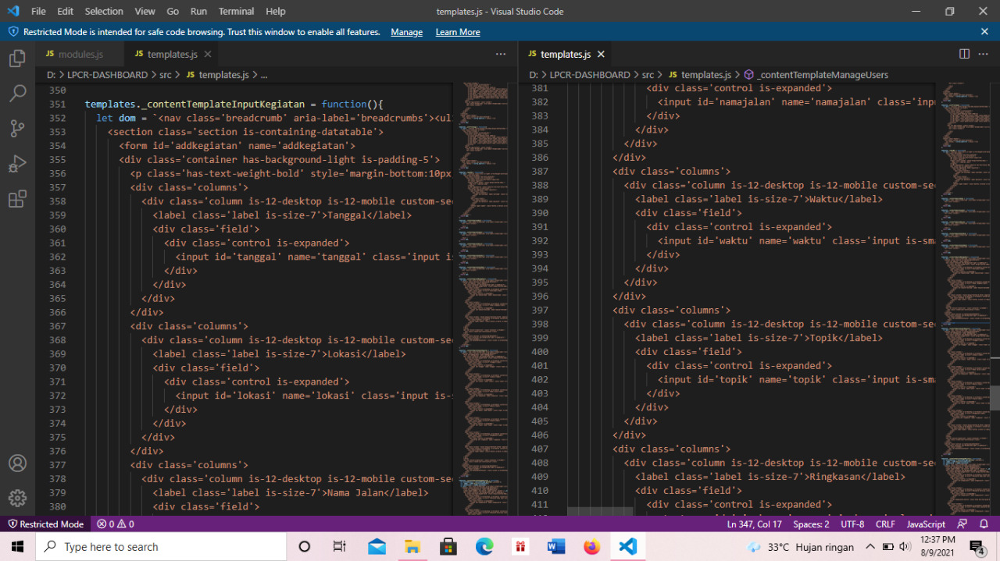 File Edit Selection View Go Run Terminal Help
templates.js - Visual Studio Code
Restricted Mode is intended for safe code browsing. Trust this window to enable all features. Manage Learn More
JS modules.js
JS templates.js
D: > LPCR-DASHBOARD > src > JS templates.js > ...
350
351 templates._contentTemplateInputKegiatan = function(){
352 let dom = `<nav class='breadcrumb' aria-label='breadcrumbs'><ul
353 <section class='section is-containing-datatable'>
354 <form id='addkegiatan' name='addkegiatan'>
355 <div class='container has-background-light is-padding-5'>
356 <p class='has-text-weight-bold' style='margin-bottom:10px
357 <div class='columns'>
358 <div class='column is-12-desktop is-12-mobile custom-sec
359 <label class='label is-size-7'>Tanggal</label>
360 <div class='field'>
361 <div class='control is-expanded'>
362 <input id='tanggal' name='tanggal' class='input is
363 </div>
364 </div>
365 </div>
366 </div>
367 <div class='columns'>
368 <div class='column is-12-desktop is-12-mobile custom-sec
369 <label class='label is-size-7'>Lokasi</label>
370 <div class='field'>
371 <div class='control is-expanded'>
372 <input id='lokasi' name='lokasi' class='input is-s
373 </div>
374 </div>
375 </div>
376 </div>
377 <div class='columns'>
378 <div class='column is-12-desktop is-12-mobile custom-sec
379 <label class='label is-size-7'>Nama Jalan</label>
380 <div class='field'>
JS templates.js
D: > LPCR-DASHBOARD > src > JS templates.js > _contentTemplateManageUsers
381 <div class='control is-expanded'>
382 <input id='namajalan' name='namajalan' class='inpu
383 </div>
384 </div>
385 </div>
386 </div>
387 <div class='columns'>
388 <div class='column is-12-desktop is-12-mobile custom-sec
389 <label class='label is-size-7'>Waktu</label>
390 <div class='field'>
391 <div class='control is-expanded'>
392 <input id='waktu' name='waktu' class='input is-sma
393 </div>
394 </div>
395 </div>
396 </div>
397 <div class='columns'>
398 <div class='column is-12-desktop is-12-mobile custom-sec
399 <label class='label is-size-7'>Topik</label>
400 <div class='field'>
401 <div class='control is-expanded'>
402 <input id='topik' name='topik' class='input is-sma
403 </div>
404 </div>
405 </div>
406 </div>
407 <div class='columns'>
408 <div class='column is-12-desktop is-12-mobile custom-sec
409 <label class='label is-size-7'>Ringkasan</label>
410 <div class='field'>
411 <div class='control is-expanded'>
Restricted Mode 0 0
Ln 347, Col 17 Spaces: 2 UTF-8 CRLF JavaScript
Type here to search
33°C Hujan ringan
12:37 PM
8/9/2021
4